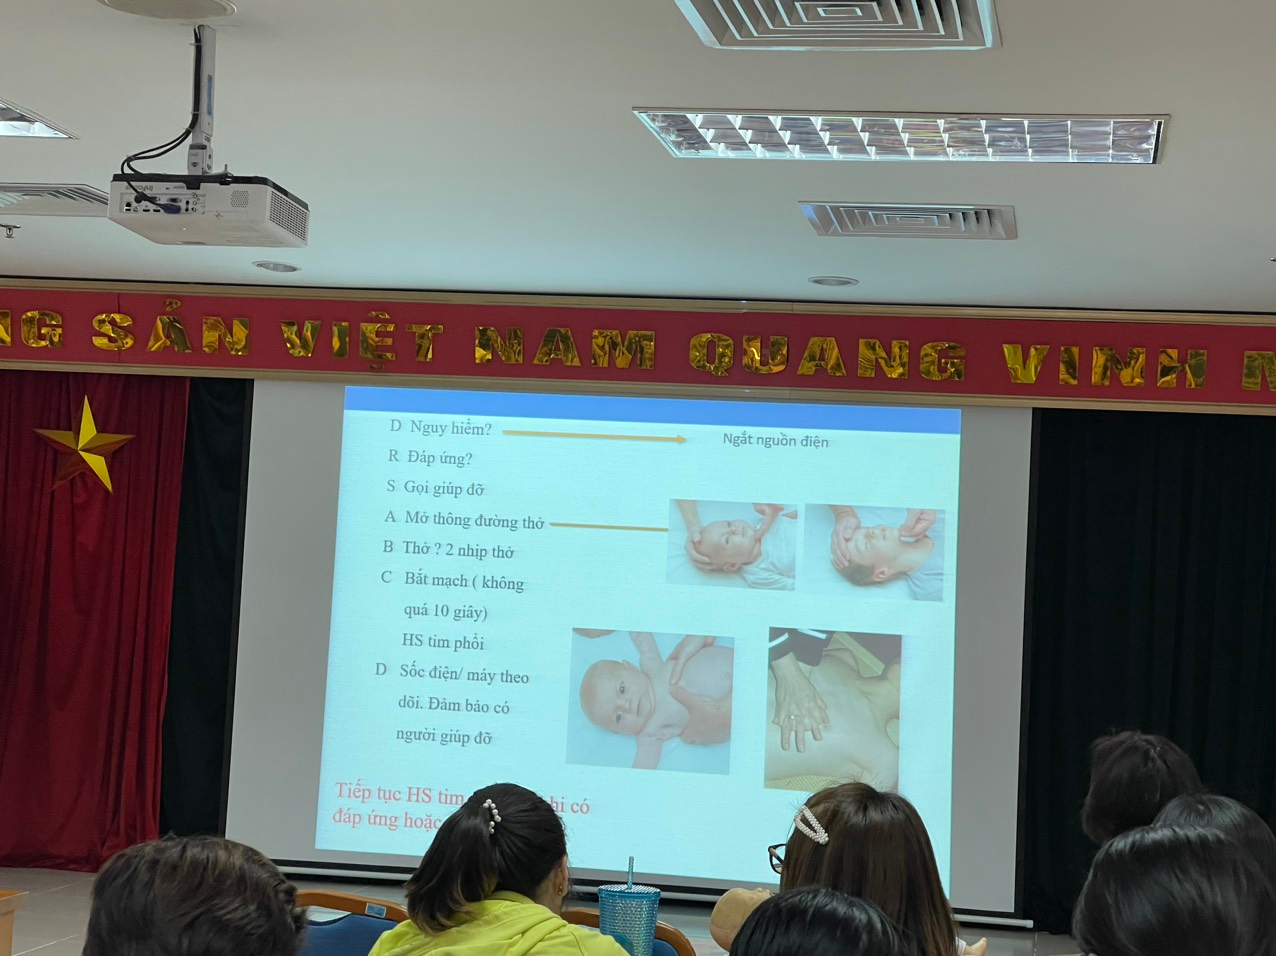 NG SẢN VIỆT NAM QUANG VINH M
D Nguy hiểm?
Ngắt nguồn điện
R Đáp ứng?
S Gọi giúp đỡ
A Mở thông đường thở
B Thở ? 2 nhịp thở
C Bắt mạch ( không
quá 10 giây)
HS tim phổi
D Sốc điện/ máy theo
dõi. Đảm bảo có
người giúp đỡ
Tiếp tục HS tim hi có
đáp ứng hoặc